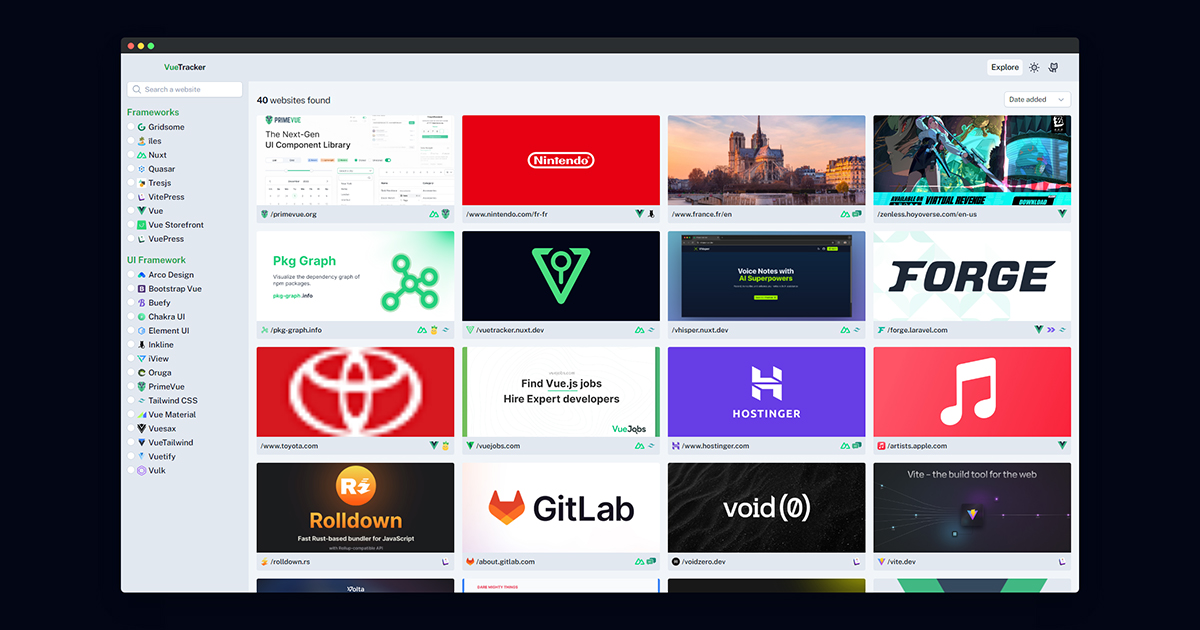 VueTracker
Explore
Search a website
40 websites found
Date added
Frameworks
Gridsome
îles
Nuxt
Quasar
Tresjs
VitePress
Vue
Vue Storefront
VuePress
UI Framework
Arco Design
Bootstrap Vue
Buefy
Chakra UI
Element UI
Inkline
iView
Oruga
PrimeVue
Tailwind CSS
Vue Material
Vuesax
VueTailwind
Vuetify
Vulk
PRIMEVUE
The Next-Gen
UI Component Library
/primevue.org
Nintendo
/www.nintendo.com/fr-fr
/www.france.fr/en
AVAILABLE ON VIRTUAL REVENGE DOWNLOAD
/zenless.hoyoverse.com/en-us
Pkg Graph
Visualize the dependency graph of
npm packages.
pkg-graph.info
/pkg-graph.info
/vuetracker.nuxt.dev
Voice Notes with
AI Superpowers
/vhisper.nuxt.dev
FORGE
/forge.laravel.com
/www.toyota.com
Find Vue.js jobs
Hire Expert developers
VueJobs
/vuejobs.com
HOSTINGER
/www.hostinger.com
/artists.apple.com
Rolldown
Fast Rust-based bundler for JavaScript
with Rollup-compatible API
/rolldown.rs
GitLab
/about.gitlab.com
void(0)
/voidzero.dev
Vite – the build tool for the web
/vite.dev
Volta
DARE MIGHTY THINGS